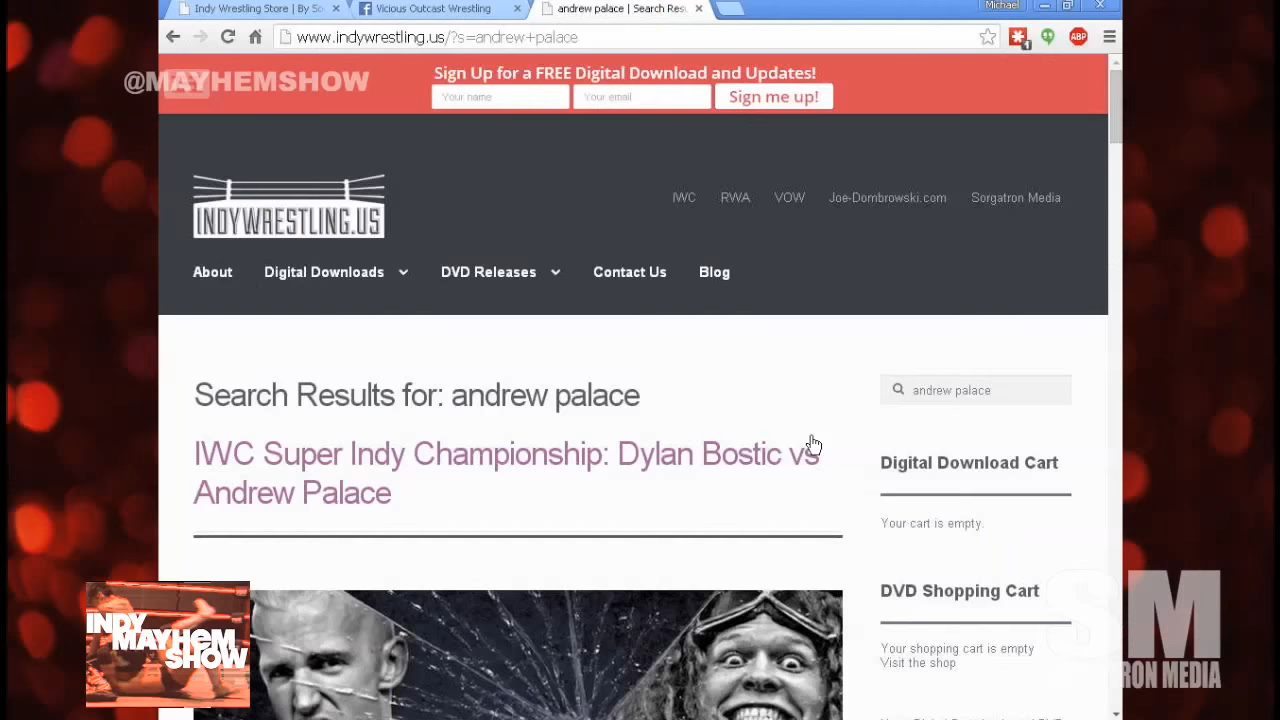 Indy Wrestling Store | By So
Vicious Outcast Wrestling
andrew palace | Search Resu
Michael
www.indywrestling.us/?s=andrew+palace
1
ABP
@MAYHEMSHOW
Sign Up for a FREE Digital Download and Updates!
Your name
Your email
Sign me up!
INDYWRESTLING.US
IWC
RWA
VOW
Joe-Dombrowski.com
Sorgatron Media
About
Digital Downloads
DVD Releases
Contact Us
Blog
Search Results for: andrew palace
andrew palace
IWC Super Indy Championship: Dylan Bostic vs
Andrew Palace
Digital Download Cart
Your cart is empty.
DVD Shopping Cart
Your shopping cart is empty
Visit the shop
INDY
MAYHEM
SHOW
SM
RON MEDIA